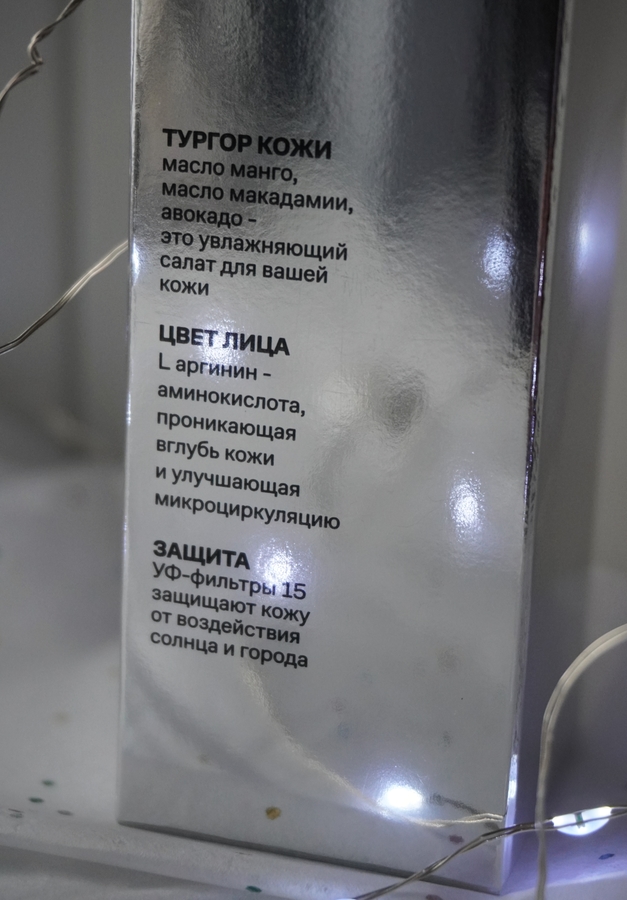 ТУРГОР КОЖИ
масло манго,
масло макадамии,
авокадо -
это увлажняющий
салат для вашей
кожи
ЦВЕТ ЛИЦА
L аргинин -
аминокислота,
проникающая
вглубь кожи
и улучшающая
микроциркуляцию
ЗАЩИТА
УФ-фильтры 15
защищают кожу
от воздействия
солнца и города